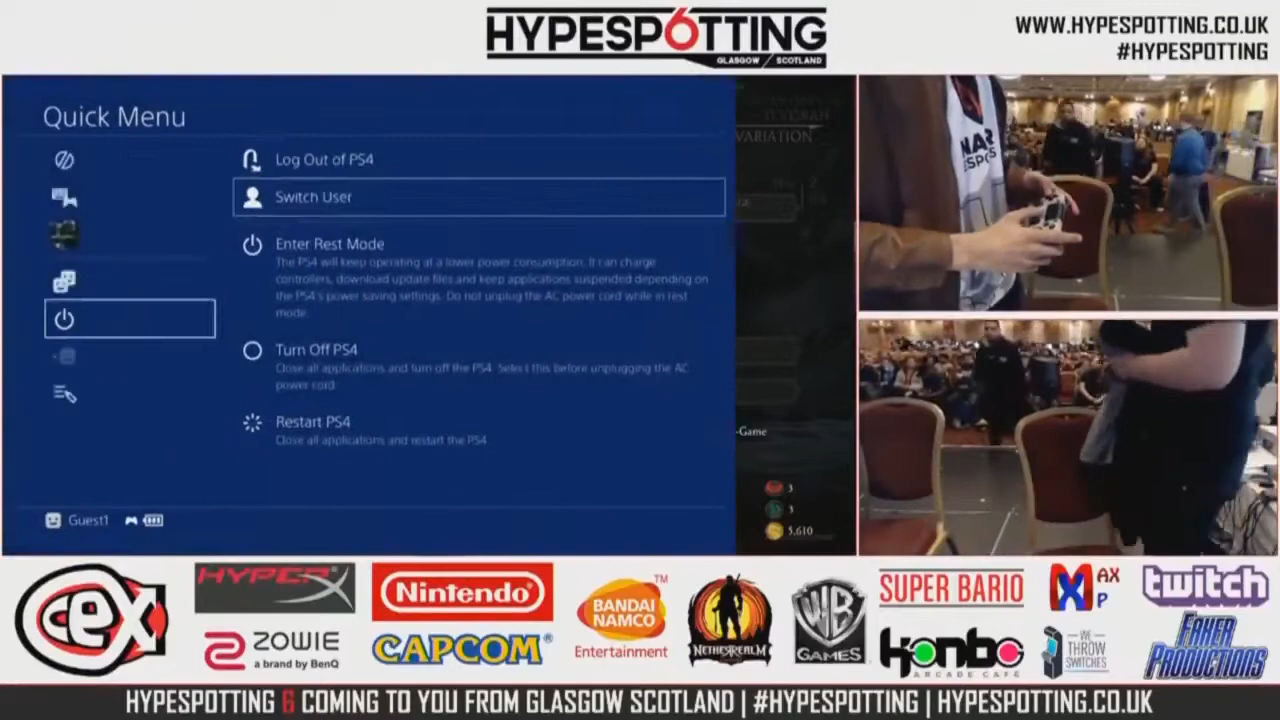 HYPESP6TTING
GLASGOW / SCOTLAND
WWW.HYPESPOTTING.CO.UK
#HYPESPOTTING
Quick Menu
Log Out of PS4
Switch User
Enter Rest Mode
The PS4 will keep operating at a lower power consumption. It can charge
controllers, download update files and keep applications suspended depending on
the PS4's power saving settings. Do not unplug the AC power cord while in rest
mode.
Turn Off PS4
Close all applications and turn off the PS4. Select this before unplugging the AC
power cord.
Restart PS4
Close all applications and restart the PS4.
Guest1
VARIATION
-Game
3
3
5,610
NAR
ESPO
cex
HYPERX
ZOWIE
a brand by BenQ
Nintendo
CAPCOM
BANDAI
NAMCO
TM
Entertainment
NETHERREALM
WB
GAMES
SUPER BARIO
konbo
ARCADE CAFE
MAX
P
WE
THROW
SWITCHES
twitch
FAKER
PRODUCTIONS
HYPESPOTTING 6 COMING TO YOU FROM GLASGOW SCOTLAND | #HYPESPOTTING | HYPESPOTTING.CO.UK